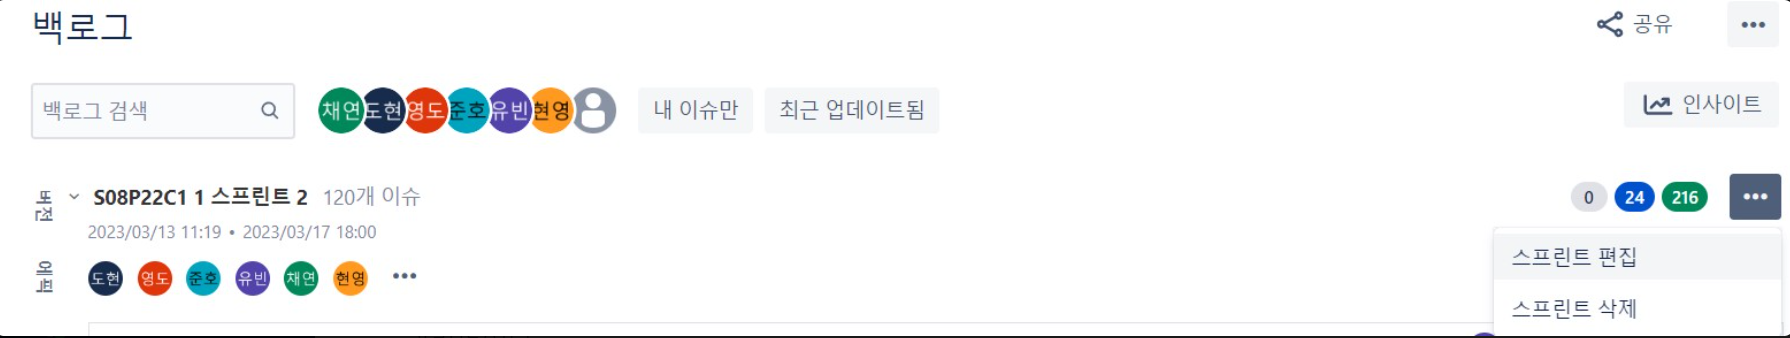 백로그
공유
백로그 검색
채연 도현 영도 준호 유빈 현영
내 이슈만
최근 업데이트됨
인사이트
버전
S08P22C1 1 스프린트 2 120개 이슈
0 24 216
2023/03/13 11:19 • 2023/03/17 18:00
에픽
도현 영도 준호 유빈 채연 현영
스프린트 편집
스프린트 삭제